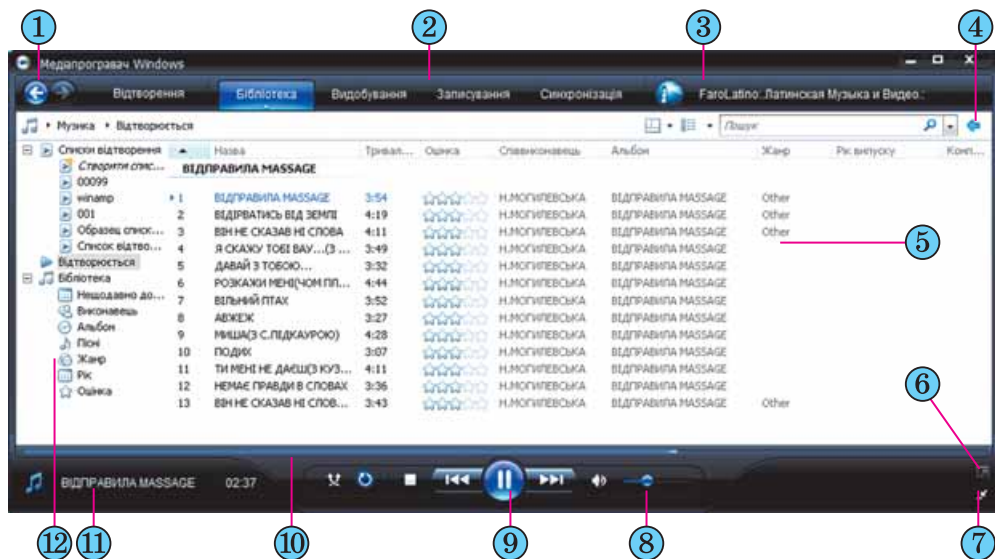 1 2 3 4
Медіапрогравач Windows
Відтворення Бібліотека Видобування Записування Синхронізація FaroLatino: Латинская Музыка и Видео :
Музика • Відтворюється Пошук
Списки відтворення Назва Тривал... Оцінка Співвиконавець Альбом Жанр Рік випуску Комп...
Створити спис... ВІДПРАВИЛА MASSAGE
00099
winamp 1 ВІДПРАВИЛА MASSAGE 3:54 Н.МОГИЛЕВСЬКА ВІДПРАВИЛА MASSAGE Other
001 2 ВІДІРВАТИСЬ ВІД ЗЕМЛІ 4:19 Н.МОГИЛЕВСЬКА ВІДПРАВИЛА MASSAGE Other
Образец списк... 3 ВІН НЕ СКАЗАВ НІ СЛОВА 4:11 Н.МОГИЛЕВСЬКА ВІДПРАВИЛА MASSAGE Other
Список відтво... 4 Я СКАЖУ ТОБІ ВАУ...(З ... 3:49 Н.МОГИЛЕВСЬКА ВІДПРАВИЛА MASSAGE 5
Відтворюється 5 ДАВАЙ З ТОБОЮ... 3:32 Н.МОГИЛЕВСЬКА ВІДПРАВИЛА MASSAGE
Бібліотека 6 РОЗКАЖИ МЕНІ(ЧОМ ПЛ... 4:44 Н.МОГИЛЕВСЬКА ВІДПРАВИЛА MASSAGE
Нещодавно до... 7 ВІЛЬНИЙ ПТАХ 3:52 Н.МОГИЛЕВСЬКА ВІДПРАВИЛА MASSAGE
Виконавець 8 АВЖЕЖ 3:27 Н.МОГИЛЕВСЬКА ВІДПРАВИЛА MASSAGE
Альбом 9 МИША(З С.ПІДКАУРОЮ) 4:28 Н.МОГИЛЕВСЬКА ВІДПРАВИЛА MASSAGE
Пісні 10 ПОДИХ 3:07 Н.МОГИЛЕВСЬКА ВІДПРАВИЛА MASSAGE
Жанр 11 ТИ МЕНІ НЕ ДАЄШ(З КУЗ... 4:11 Н.МОГИЛЕВСЬКА ВІДПРАВИЛА MASSAGE
Рік 12 НЕМАЄ ПРАВДИ В СЛОВАХ 3:36 Н.МОГИЛЕВСЬКА ВІДПРАВИЛА MASSAGE
Оцінка 13 ВІН НЕ СКАЗАВ НІ СЛОВ... 3:43 Н.МОГИЛЕВСЬКА ВІДПРАВИЛА MASSAGE Other
6
ВІДПРАВИЛА MASSAGE 02:37
12 11 10 9 8 7